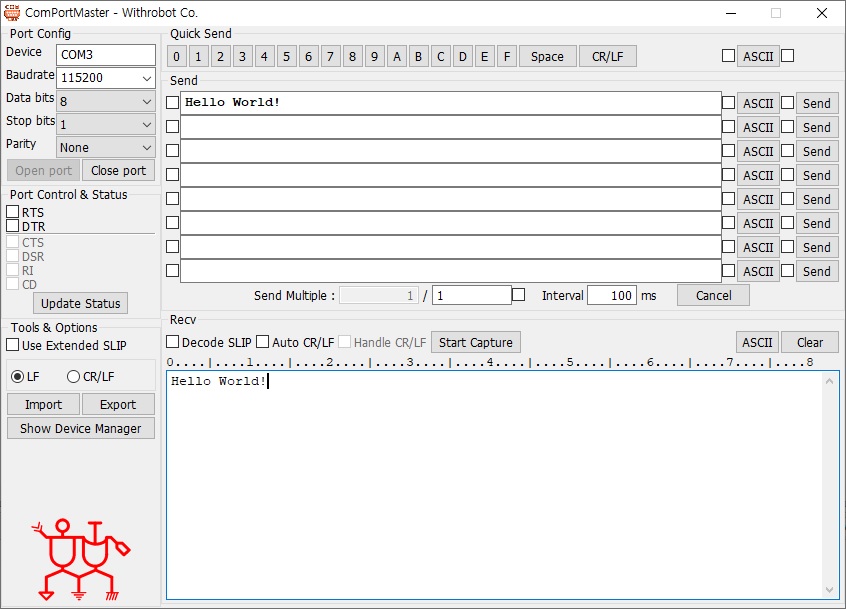 ComPortMaster - Withrobot Co.
Port Config
Device COM3
Baudrate 115200
Data bits 8
Stop bits 1
Parity None
Open port Close port
Port Control & Status
RTS
DTR
CTS
DSR
RI
CD
Update Status
Tools & Options
Use Extended SLIP
LF CR/LF
Import Export
Show Device Manager
Quick Send
0 1 2 3 4 5 6 7 8 9 A B C D E F Space CR/LF ASCII
Send
Hello World! ASCII Send
ASCII Send
ASCII Send
ASCII Send
ASCII Send
ASCII Send
ASCII Send
ASCII Send
Send Multiple : 1 / 1 Interval 100 ms Cancel
Recv
Decode SLIP Auto CR/LF Handle CR/LF Start Capture ASCII Clear
0....|....1....|....2....|....3....|....4....|....5....|....6....|....7....|....8
Hello World!